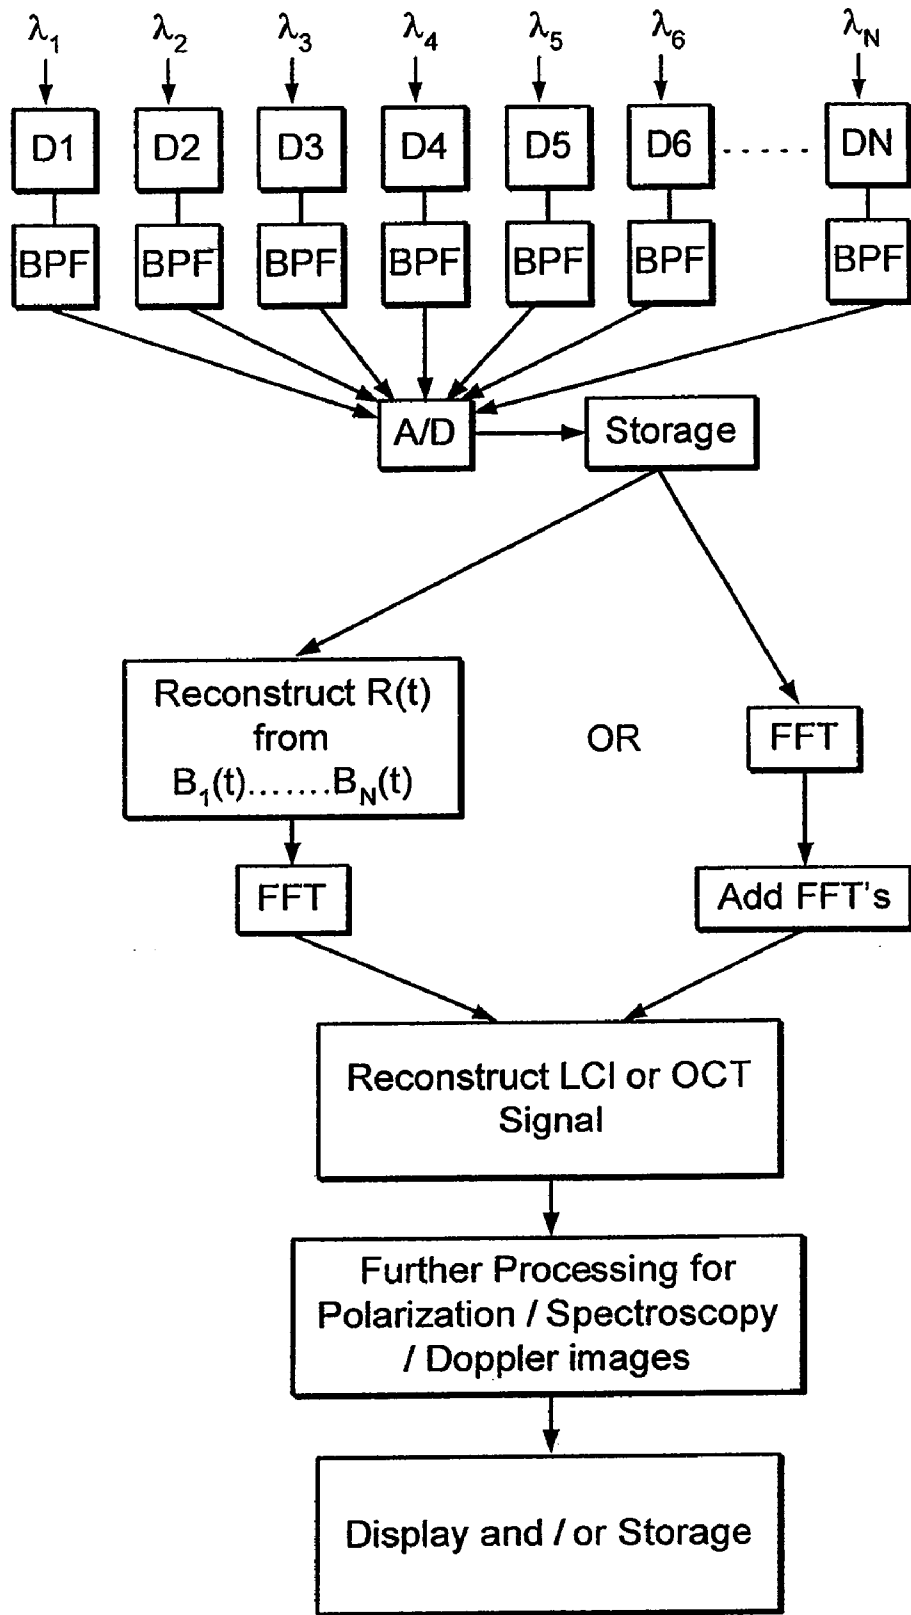 λ1 λ2 λ3 λ4 λ5 λ6 λN
D1 D2 D3 D4 D5 D6 ..... DN
BPF BPF BPF BPF BPF BPF BPF
A/D Storage
Reconstruct R(t)
from
B1(t).......BN(t)
OR
FFT
FFT
Add FFT's
Reconstruct LCI or OCT
Signal
Further Processing for
Polarization / Spectroscopy
/ Doppler images
Display and / or Storage